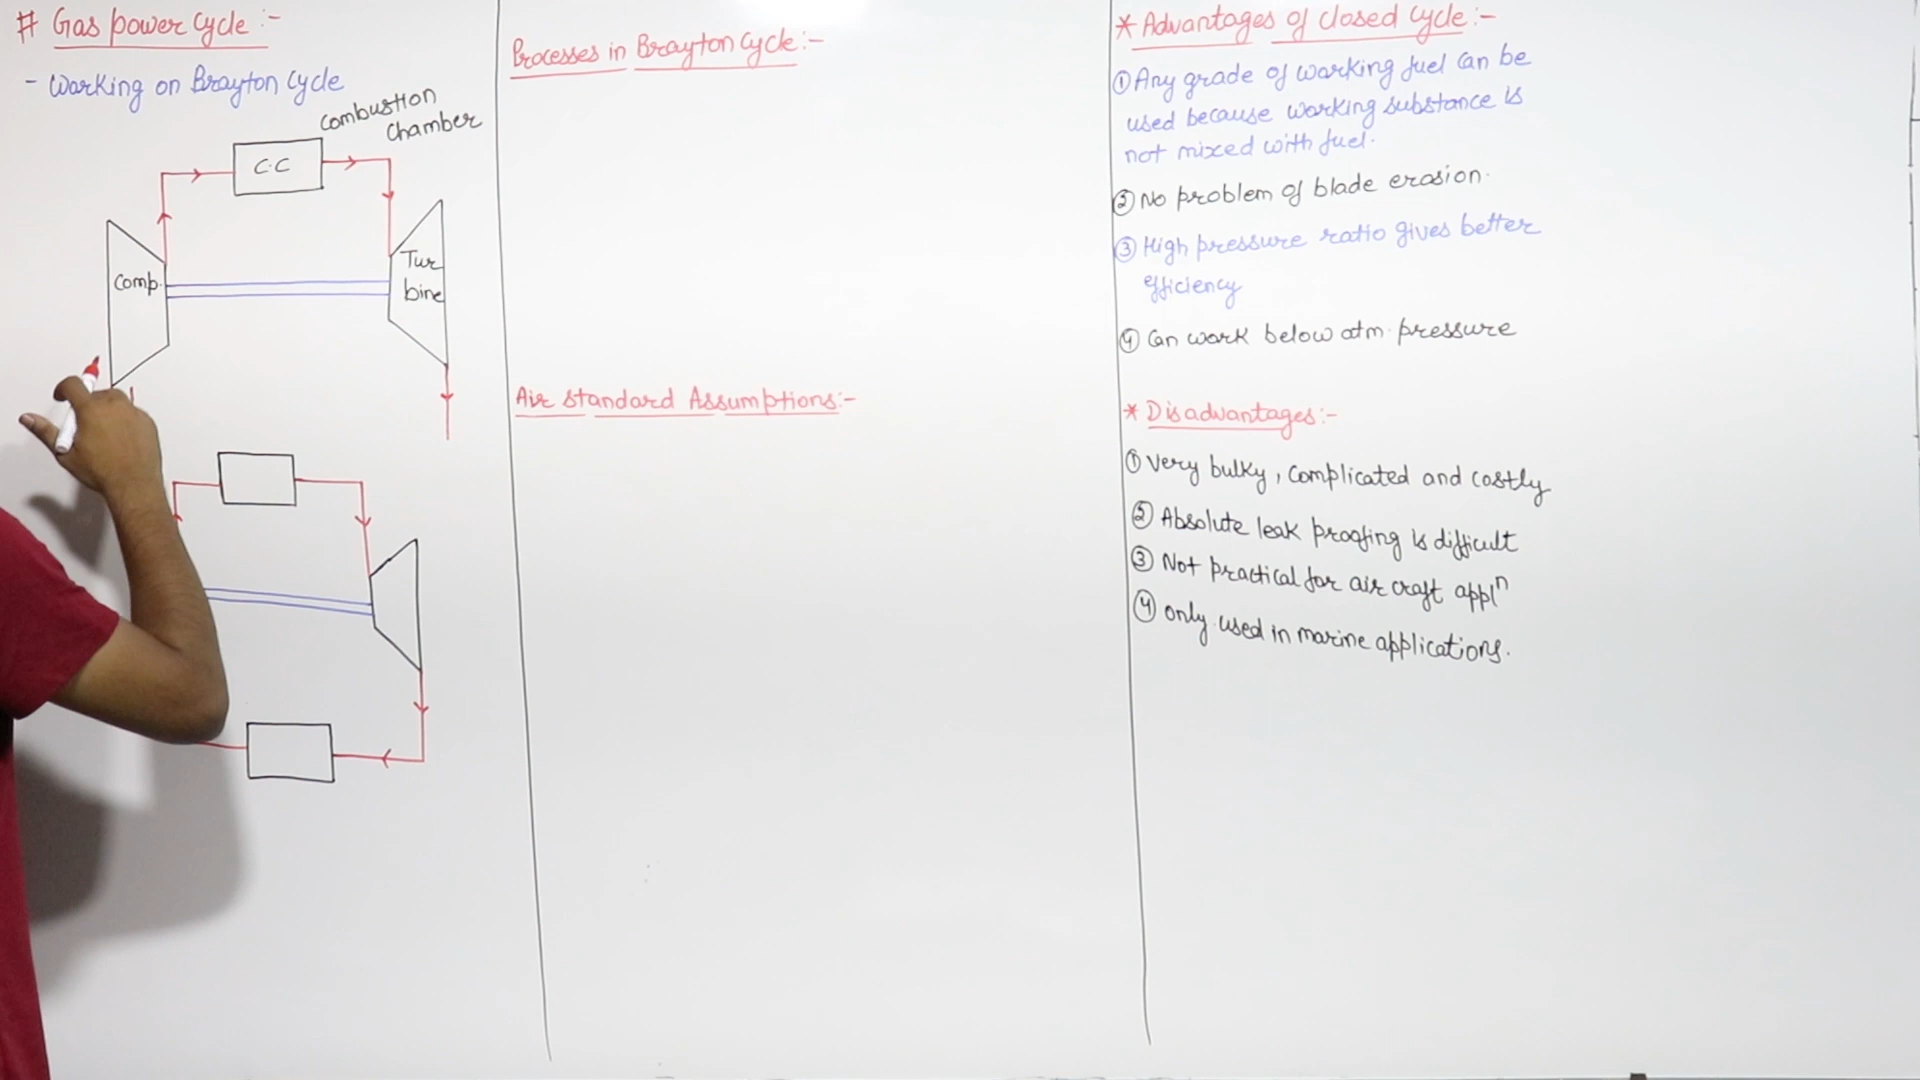 # Gas power cycle :-
- Working on Brayton Cycle
combustion
chamber
C.C
Comp.
Tur
bine
Processes in Brayton Cycle:-
Air standard Assumptions:-
* Advantages of closed cycle:-
① Any grade of working fuel can be
used because working substance is
not mixed with fuel.
② No problem of blade erosion.
③ High pressure ratio gives better
efficiency
④ Can work below atm. pressure
* Disadvantages:-
① Very bulky, complicated and costly
② Absolute leak proofing is difficult
③ Not practical for air craft applⁿ
④ only used in marine applications.